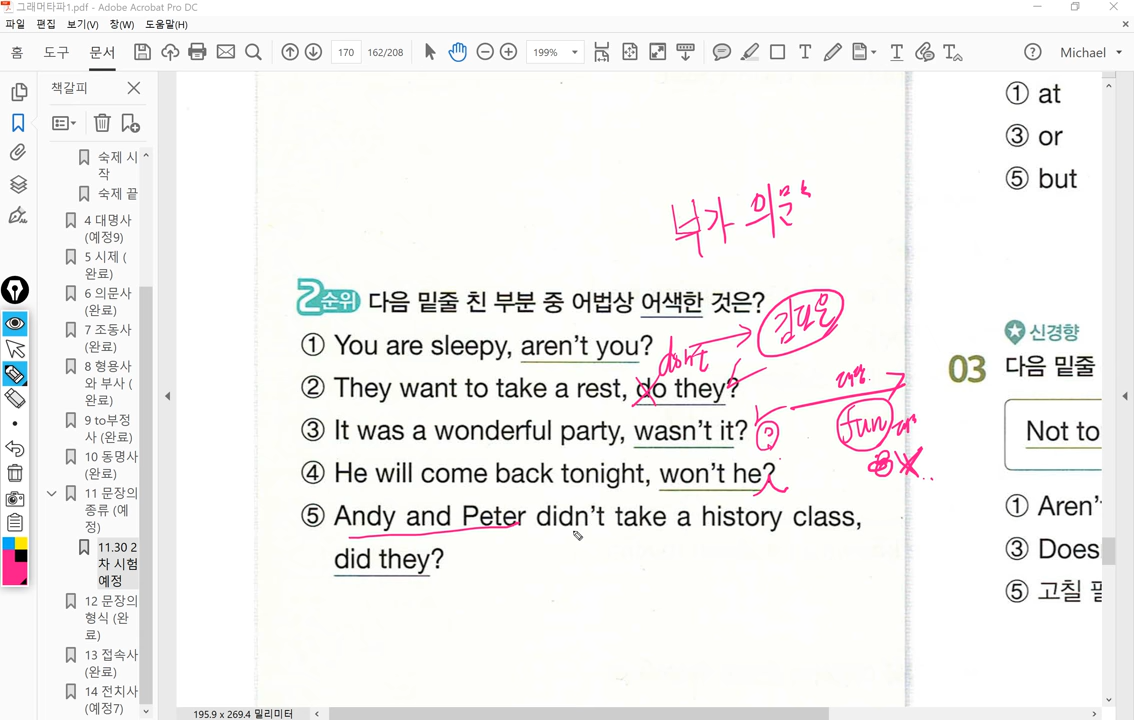 그래머타파1.pdf - Adobe Acrobat Pro DC
파일 편집 보기(V) 창(W) 도움말(H)
홈 도구 문서 170 162/208 199% Michael
책갈피
숙제 시
작
숙제 끝
4 대명사
(예정9)
5 시제 (
완료)
6 의문사
(완료)
7 조동사
(완료)
8 형용사
와 부사 (
완료)
9 to부정
사 (완료)
10 동명사
(완료)
11 문장의
종류 (예
정)
11.30 2
차 시험
예정
12 문장의
형식 (완
료)
13 접속사
(완료)
14 전치사
(예정7)
부가 의문
2순위 다음 밑줄 친 부분 중 어법상 어색한 것은?
① You are sleepy, aren't you?
don't
② They want to take a rest, do they?
③ It was a wonderful party, wasn't it?
fun
④ He will come back tonight, won't he?
⑤ Andy and Peter didn't take a history class,
did they?
① at
③ or
⑤ but
신경향
03 다음 밑줄
Not to
① Aren't
③ Does
⑤ 고칠 필
195.9 x 269.4 밀리미터